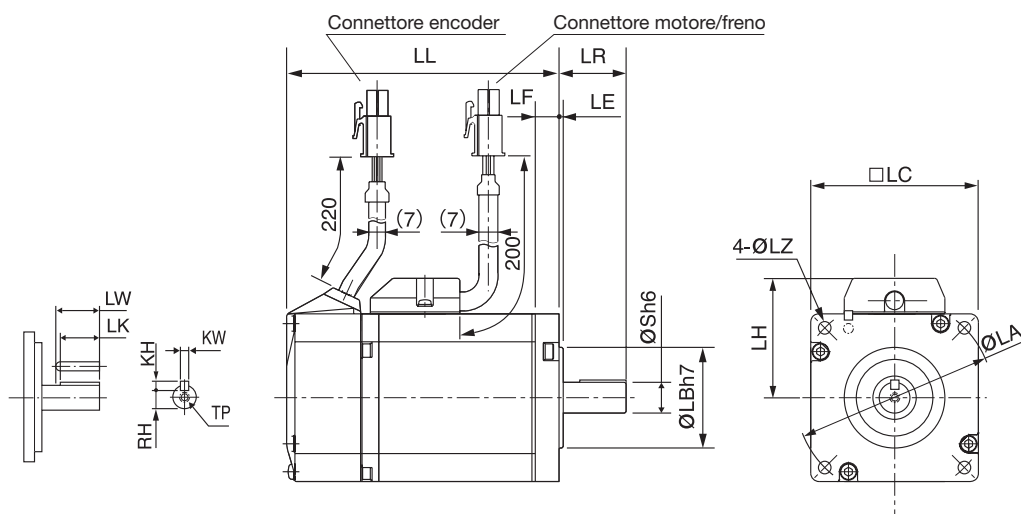 Connettore encoder
Connettore motore/freno
LL
LR
LF
LE
220
(7)
(7)
200
□LC
4-ØLZ
LH
ØLA
LW
LK
KW
KH
RH
TP
ØSh6
ØLBh7